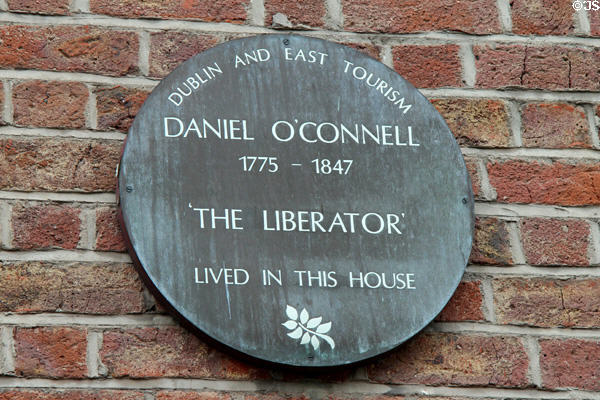 ©JS
DUBLIN AND EAST TOURISM
DANIEL O'CONNELL
1775 - 1847
'THE LIBERATOR'
LIVED IN THIS HOUSE